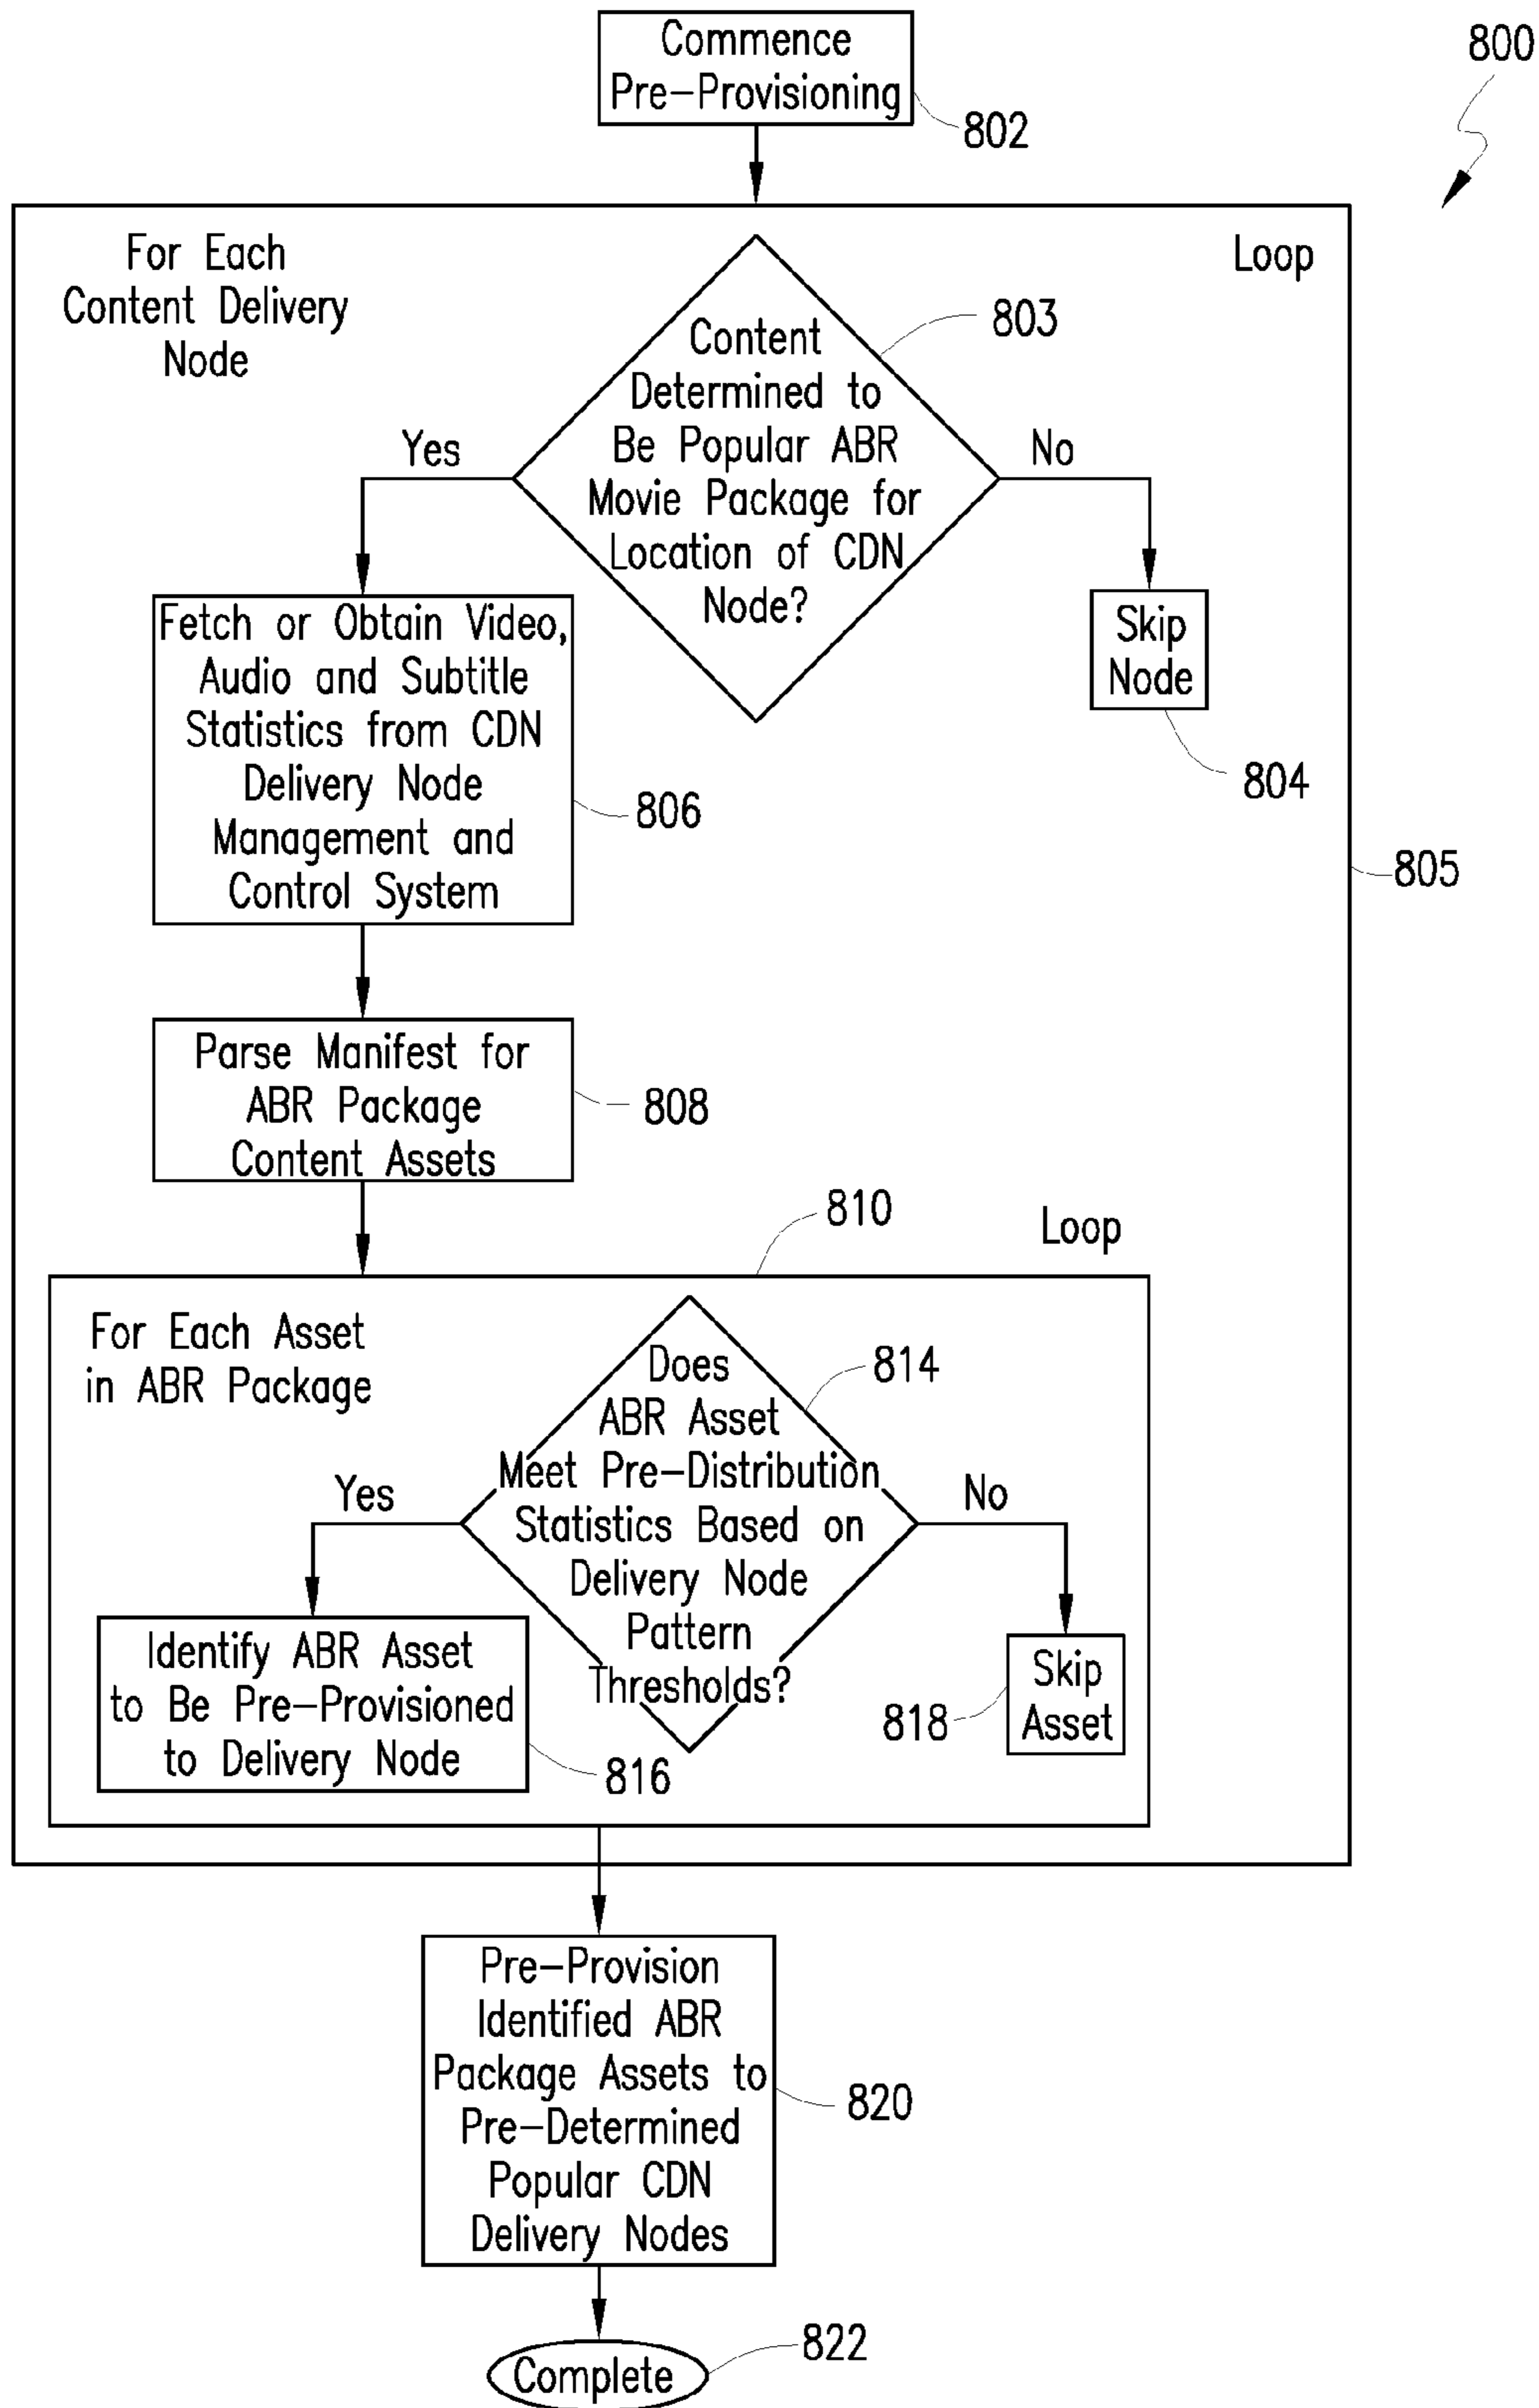 Commence
Pre-Provisioning
802
800
For Each
Content Delivery
Node
Loop
Content
Determined to
Be Popular ABR
Movie Package for
Location of CDN
Node?
803
Yes
No
Skip
Node
804
805
Fetch or Obtain Video,
Audio and Subtitle
Statistics from CDN
Delivery Node
Management and
Control System
806
Parse Manifest for
ABR Package
Content Assets
808
810
Loop
For Each Asset
in ABR Package
Does
ABR Asset
Meet Pre-Distribution
Statistics Based on
Delivery Node
Pattern
Thresholds?
814
Yes
No
Identify ABR Asset
to Be Pre-Provisioned
to Delivery Node
816
Skip
Asset
818
Pre-Provision
Identified ABR
Package Assets to
Pre-Determined
Popular CDN
Delivery Nodes
820
Complete
822